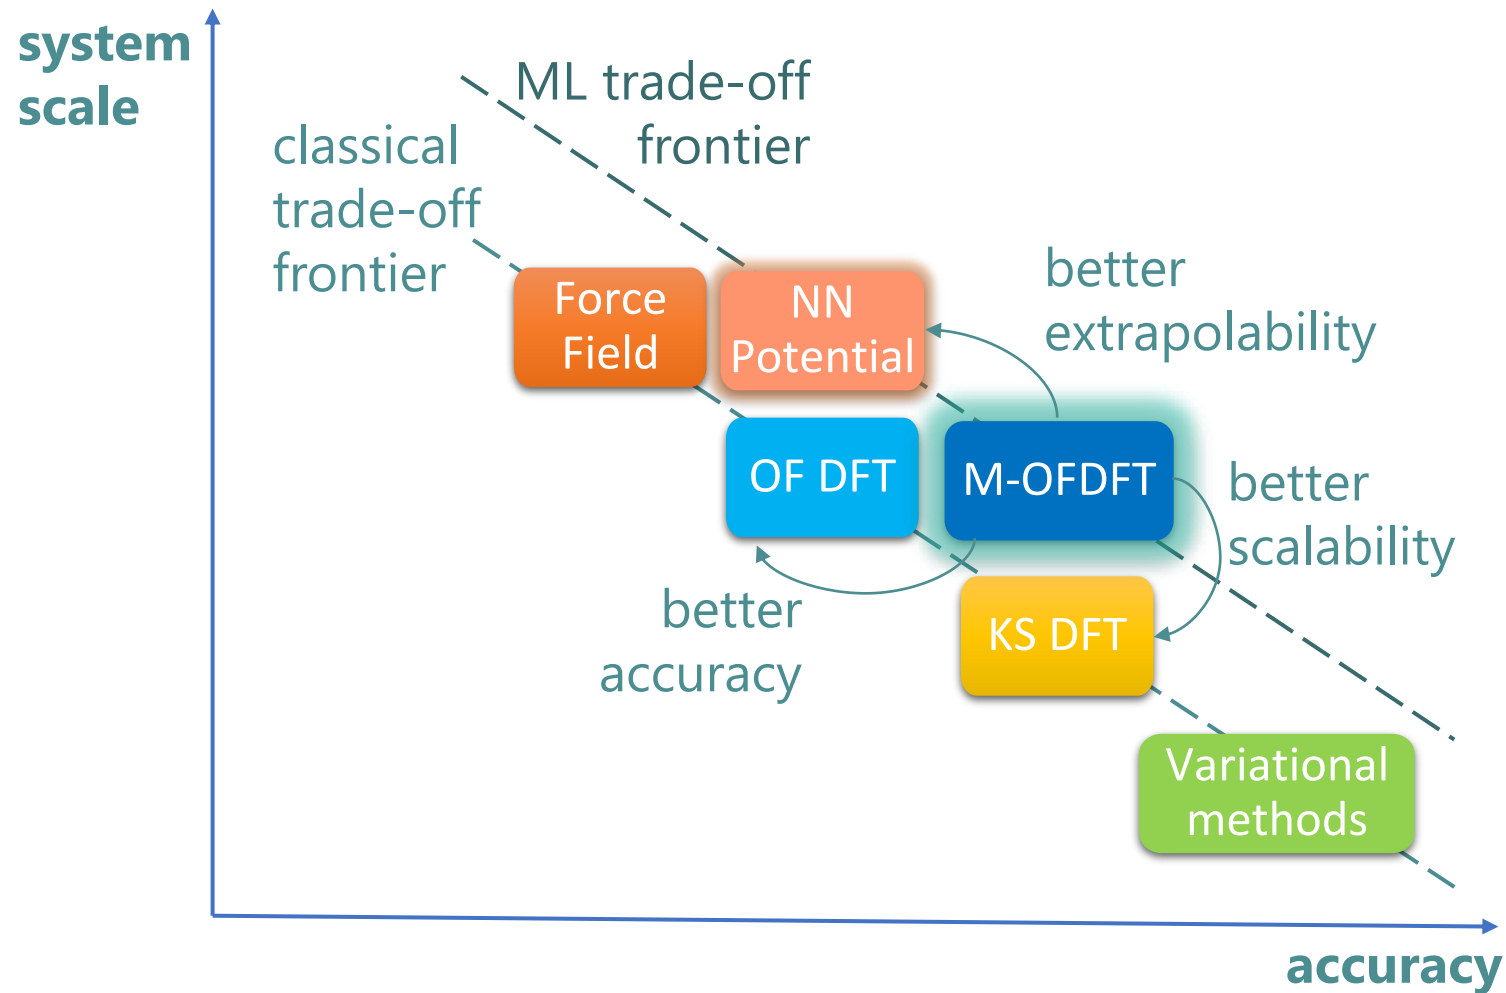 system
scale
ML trade-off
frontier
classical
trade-off
frontier
Force
Field
NN
Potential
better
extrapolability
OF DFT
M-OFDFT
better
scalability
better
accuracy
KS DFT
Variational
methods
accuracy